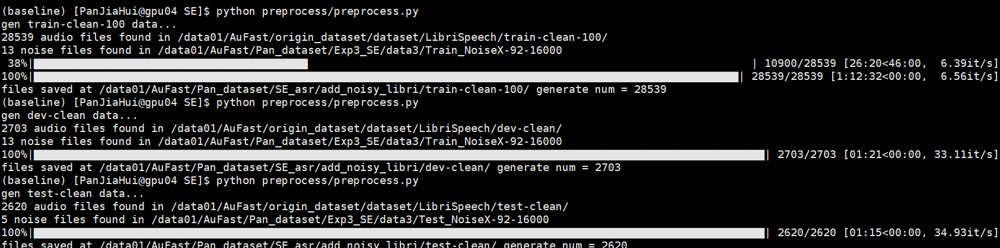 (baseline) [PanJiaHui@gpu04 SE]$ python preprocess/preprocess.py
gen train-clean-100 data...
28539 audio files found in /data01/AuFast/origin_dataset/dataset/LibriSpeech/train-clean-100/
13 noise files found in /data01/AuFast/Pan_dataset/Exp3_SE/data3/Train_NoiseX-92-16000
38%| | 10900/28539 [26:20<46:00, 6.39it/s]
100%| | 28539/28539 [1:12:32<00:00, 6.56it/s]
files saved at /data01/AuFast/Pan_dataset/SE_asr/add_noisy_libri/train-clean-100/ generate num = 28539
(baseline) [PanJiaHui@gpu04 SE]$ python preprocess/preprocess.py
gen dev-clean data...
2703 audio files found in /data01/AuFast/origin_dataset/dataset/LibriSpeech/dev-clean/
13 noise files found in /data01/AuFast/Pan_dataset/Exp3_SE/data3/Train_NoiseX-92-16000
100%| | 2703/2703 [01:21<00:00, 33.11it/s]
files saved at /data01/AuFast/Pan_dataset/SE_asr/add_noisy_libri/dev-clean/ generate num = 2703
(baseline) [PanJiaHui@gpu04 SE]$ python preprocess/preprocess.py
gen test-clean data...
2620 audio files found in /data01/AuFast/origin_dataset/dataset/LibriSpeech/test-clean/
5 noise files found in /data01/AuFast/Pan_dataset/Exp3_SE/data3/Test_NoiseX-92-16000
100%| | 2620/2620 [01:15<00:00, 34.93it/s]
files saved at /data01/AuFast/Pan_dataset/SE_asr/add_noisy_libri/test-clean/ generate num = 2620